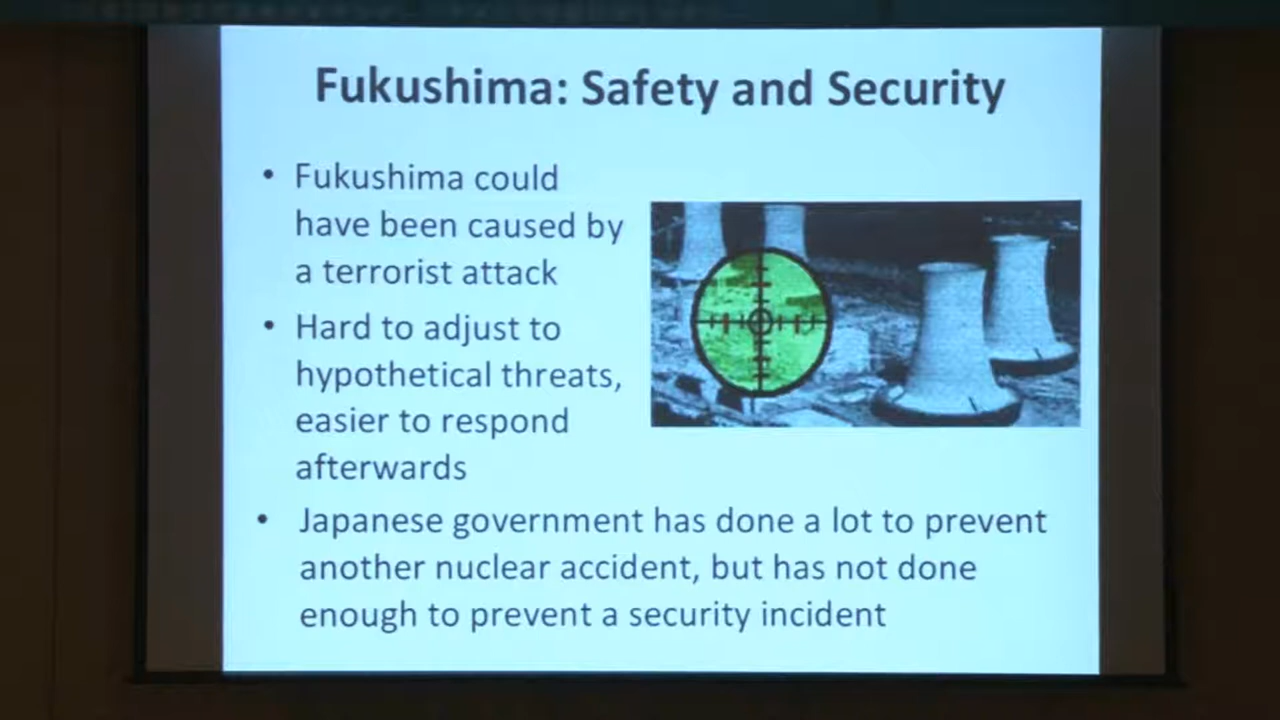 Fukushima: Safety and Security
• Fukushima could
have been caused by
a terrorist attack
• Hard to adjust to
hypothetical threats,
easier to respond
afterwards
• Japanese government has done a lot to prevent
another nuclear accident, but has not done
enough to prevent a security incident